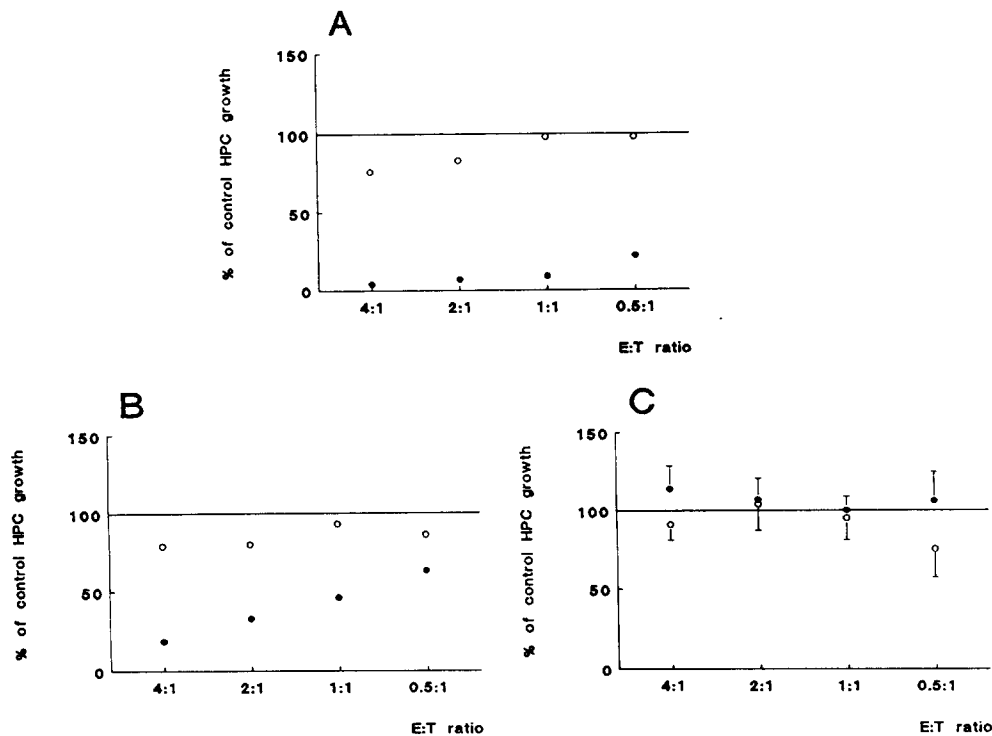 A
150
100
50
0
% of control HPC growth
4:1
2:1
1:1
0.5:1
E:T ratio
B
150
100
50
0
% of control HPC growth
4:1
2:1
1:1
0.5:1
E:T ratio
C
150
100
50
0
% of control HPC growth
4:1
2:1
1:1
0.5:1
E:T ratio